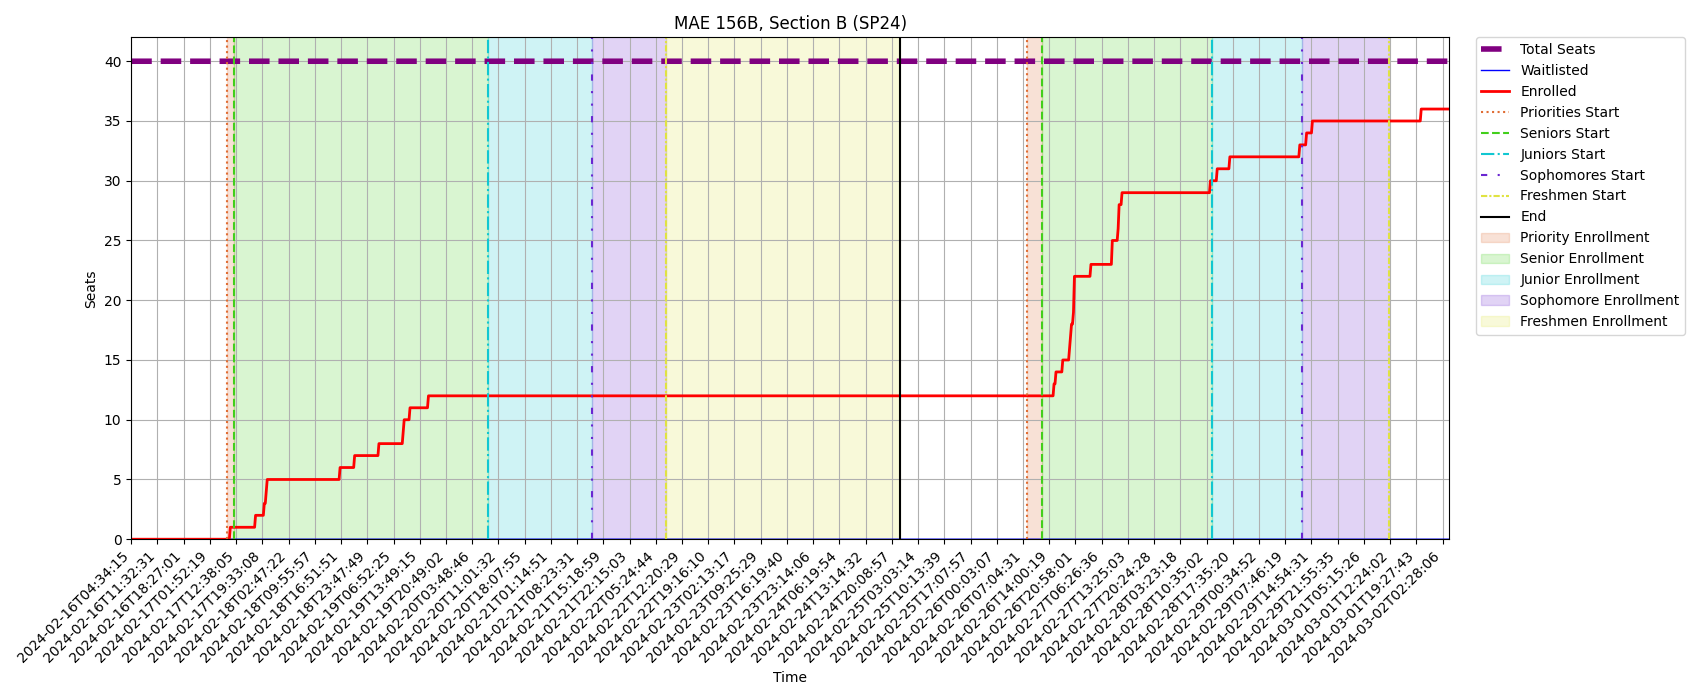 MAE 156B, Section B (SP24)
Total Seats
Waitlisted
Enrolled
Priorities Start
Seniors Start
Juniors Start
Sophomores Start
Freshmen Start
End
Priority Enrollment
Senior Enrollment
Junior Enrollment
Sophomore Enrollment
Freshmen Enrollment
Seats
40
35
30
25
20
15
10
5
0
2024-02-16T04:34:15
2024-02-16T11:32:31
2024-02-16T18:27:01
2024-02-17T01:52:19
2024-02-17T12:38:05
2024-02-17T19:33:08
2024-02-18T02:47:22
2024-02-18T09:55:57
2024-02-18T16:51:51
2024-02-18T23:47:49
2024-02-19T06:52:25
2024-02-19T13:49:15
2024-02-19T20:49:02
2024-02-20T03:48:46
2024-02-20T11:01:32
2024-02-20T18:07:55
2024-02-21T01:14:51
2024-02-21T08:23:31
2024-02-21T15:18:59
2024-02-21T22:15:03
2024-02-22T05:24:44
2024-02-22T12:20:29
2024-02-22T19:16:10
2024-02-23T02:13:17
2024-02-23T09:25:29
2024-02-23T16:19:40
2024-02-23T23:14:06
2024-02-24T06:19:54
2024-02-24T13:14:32
2024-02-24T20:08:57
2024-02-25T03:03:14
2024-02-25T10:13:39
2024-02-25T17:07:57
2024-02-26T00:03:07
2024-02-26T07:04:31
2024-02-26T14:00:19
2024-02-26T20:58:01
2024-02-27T06:26:36
2024-02-27T13:25:03
2024-02-27T20:24:28
2024-02-28T03:23:18
2024-02-28T10:35:02
2024-02-28T17:35:20
2024-02-29T00:34:52
2024-02-29T07:46:19
2024-02-29T14:54:31
2024-02-29T21:55:35
2024-03-01T05:15:26
2024-03-01T12:24:02
2024-03-01T19:27:43
2024-03-02T02:28:06
Time